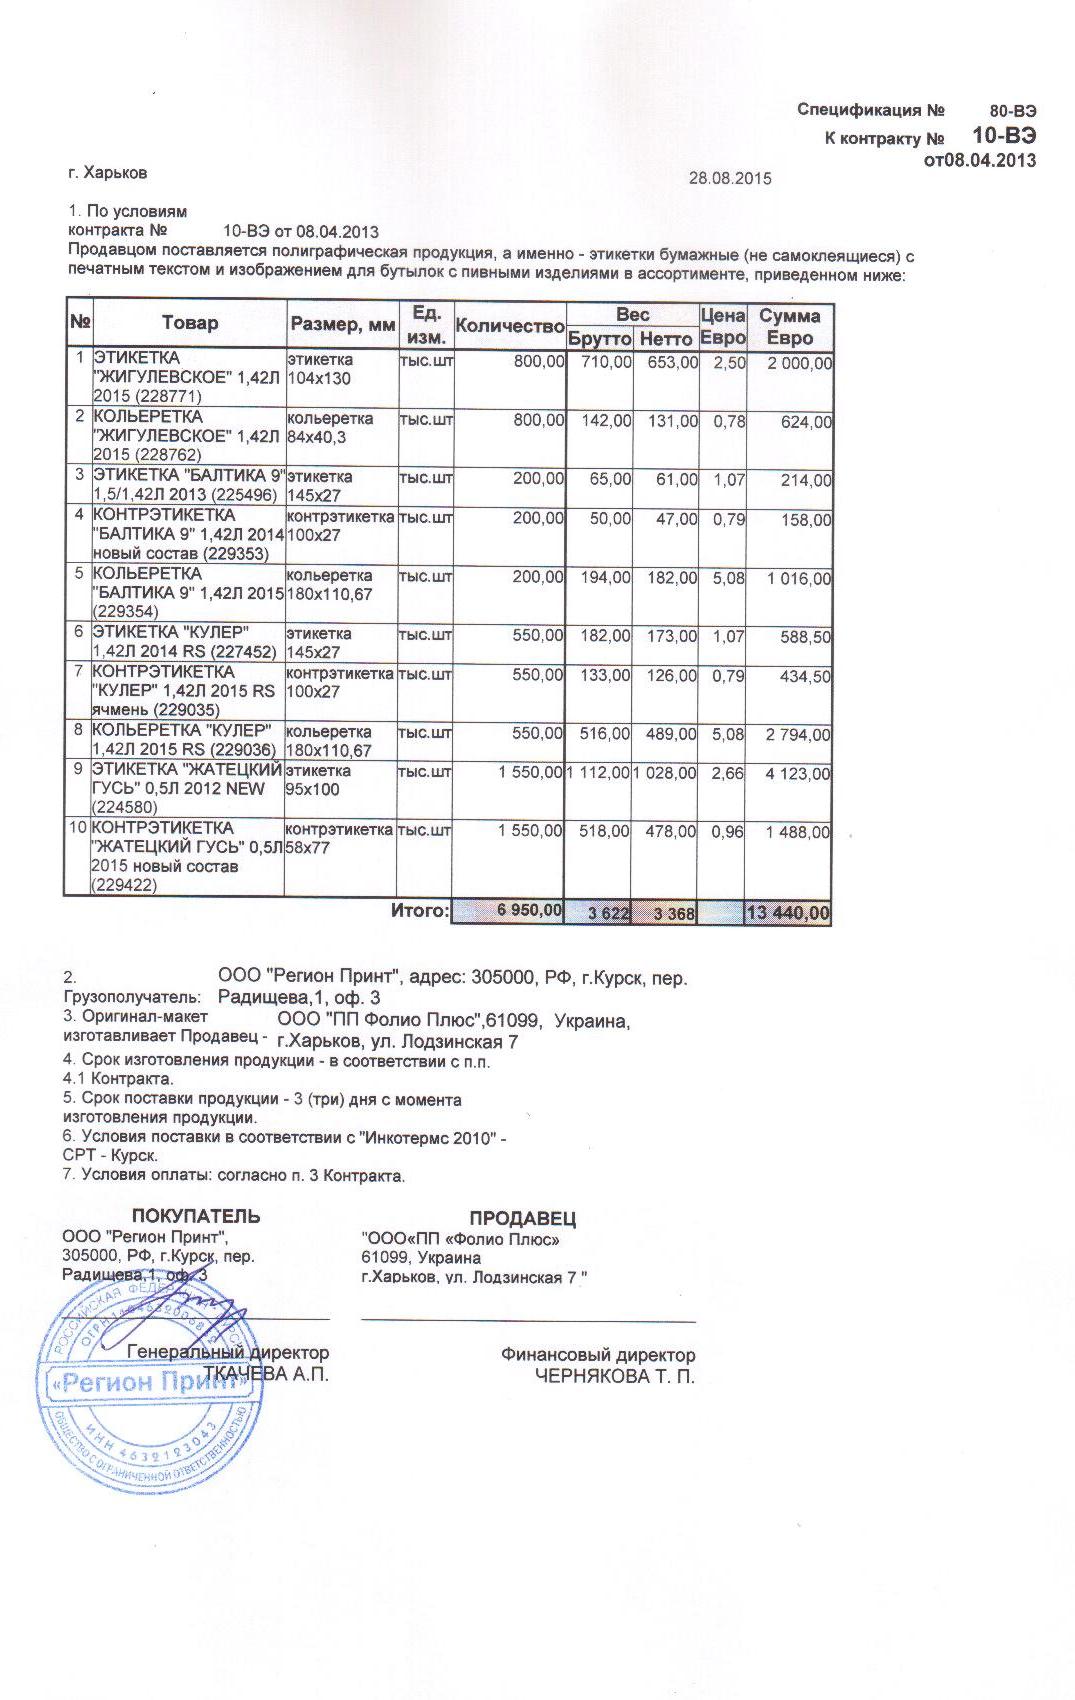 Спецификация № 80-ВЭ
К контракту № 10-ВЭ
от08.04.2013
г. Харьков 28.08.2015
1. По условиям
контракта № 10-ВЭ от 08.04.2013
Продавцом поставляется полиграфическая продукция, а именно - этикетки бумажные (не самоклеящиеся) с
печатным текстом и изображением для бутылок с пивными изделиями в ассортименте, приведенном ниже:
№ Товар Размер, мм Ед. изм. Количество Вес Брутто Нетто Цена Евро Сумма Евро
1 ЭТИКЕТКА этикетка тыс.шт 800,00 710,00 653,00 2,50 2 000,00
"ЖИГУЛЕВСКОЕ" 1,42Л 104х130
2015 (228771)
2 КОЛЬЕРЕТКА кольеретка тыс.шт 800,00 142,00 131,00 0,78 624,00
"ЖИГУЛЕВСКОЕ" 1,42Л 84х40,3
2015 (228762)
3 ЭТИКЕТКА "БАЛТИКА 9" этикетка тыс.шт 200,00 65,00 61,00 1,07 214,00
1,5/1,42Л 2013 (225496) 145х27
4 КОНТРЭТИКЕТКА контрэтикетка тыс.шт 200,00 50,00 47,00 0,79 158,00
"БАЛТИКА 9" 1,42Л 2014 100х27
новый состав (229353)
5 КОЛЬЕРЕТКА кольеретка тыс.шт 200,00 194,00 182,00 5,08 1 016,00
"БАЛТИКА 9" 1,42Л 2015 180х110,67
(229354)
6 ЭТИКЕТКА "КУЛЕР" этикетка тыс.шт 550,00 182,00 173,00 1,07 588,50
1,42Л 2014 RS (227452) 145х27
7 КОНТРЭТИКЕТКА контрэтикетка тыс.шт 550,00 133,00 126,00 0,79 434,50
"КУЛЕР" 1,42Л 2015 RS 100х27
ячмень (229035)
8 КОЛЬЕРЕТКА "КУЛЕР" кольеретка тыс.шт 550,00 516,00 489,00 5,08 2 794,00
1,42Л 2015 RS (229036) 180х110,67
9 ЭТИКЕТКА "ЖАТЕЦКИЙ этикетка тыс.шт 1 550,00 1 112,00 1 028,00 2,66 4 123,00
ГУСЬ" 0,5Л 2012 NEW 95х100
(224580)
10 КОНТРЭТИКЕТКА контрэтикетка тыс.шт 1 550,00 518,00 478,00 0,96 1 488,00
"ЖАТЕЦКИЙ ГУСЬ" 0,5Л 58х77
2015 новый состав
(229422)
Итого: 6 950,00 3 622 3 368 13 440,00
2. ООО "Регион Принт", адрес: 305000, РФ, г.Курск, пер.
Грузополучатель: Радищева,1, оф. 3
3. Оригинал-макет ООО "ПП Фолио Плюс",61099, Украина,
изготавливает Продавец - г.Харьков, ул. Лодзинская 7
4. Срок изготовления продукции - в соответствии с п.п.
4.1 Контракта.
5. Срок поставки продукции - 3 (три) дня с момента
изготовления продукции.
6. Условия поставки в соответствии с "Инкотермс 2010" -
СРТ - Курск.
7. Условия оплаты: согласно п. 3 Контракта.
ПОКУПАТЕЛЬ ПРОДАВЕЦ
ООО "Регион Принт", "ООО«ПП «Фолио Плюс»
305000, РФ, г.Курск, пер. 61099, Украина
Радищева,1, оф. 3 г.Харьков, ул. Лодзинская 7 "
Генеральный директор Финансовый директор
ТКАЧЕВА А.П. ЧЕРНЯКОВА Т. П.
РОССИЙСКАЯ ФЕДЕРАЦИЯ
«Регион Принт»
ИНН 4632123043
ОБЩЕСТВО С ОГРАНИЧЕННОЙ ОТВЕТСТВЕННОСТЬЮ